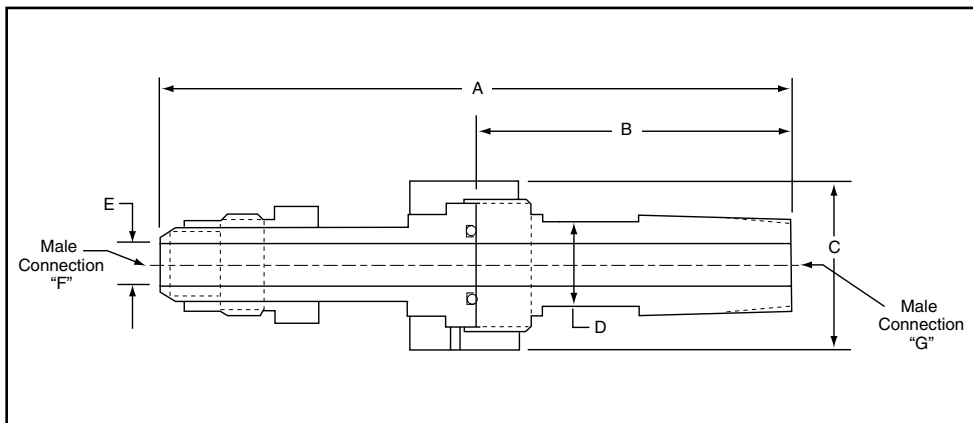 A
B
E
Male
Connection
“F”
C
D
Male
Connection
“G”